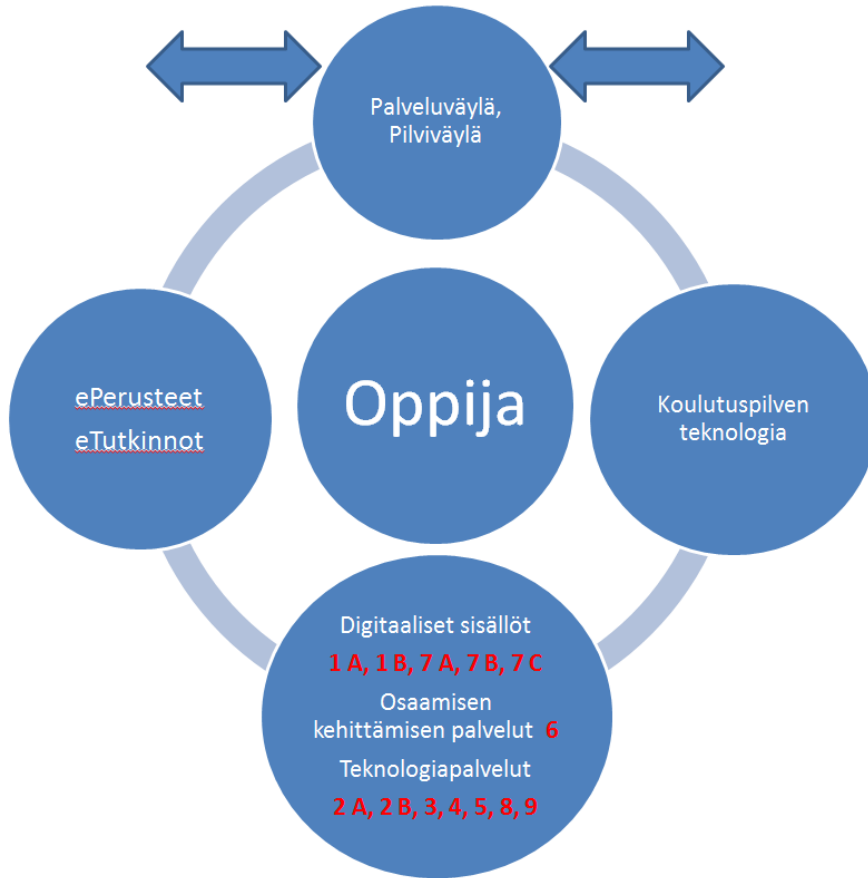 Palveluväylä,
Pilviväylä
ePerusteet
eTutkinnot
Oppija
Koulutuspilven
teknologia
Digitaaliset sisällöt
1 A, 1 B, 7 A, 7 B, 7 C
Osaamisen
kehittämisen palvelut 6
Teknologiapalvelut
2 A, 2 B, 3, 4, 5, 8, 9